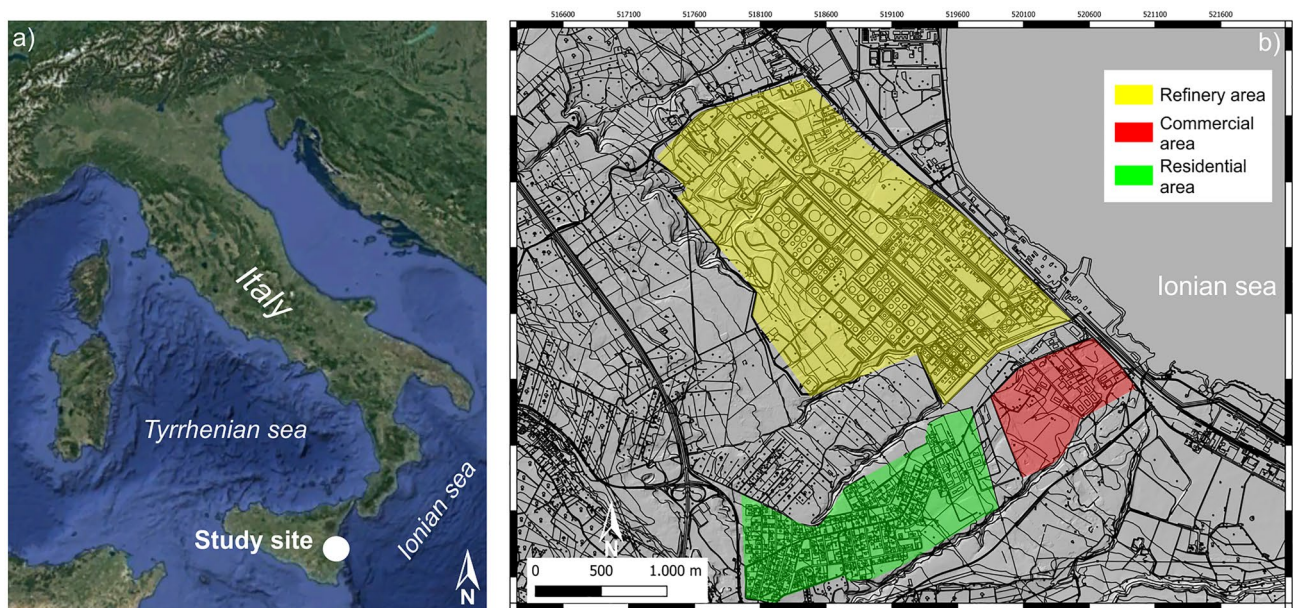 a)
Italy
Tyrrhenian sea
Ionian sea
Study site
N
516600 517100 517600 518100 518600 519100 519600 520100 520600 521100 521600
b)
Refinery area
Commercial
area
Residential
area
Ionian sea
N
0 500 1.000 m